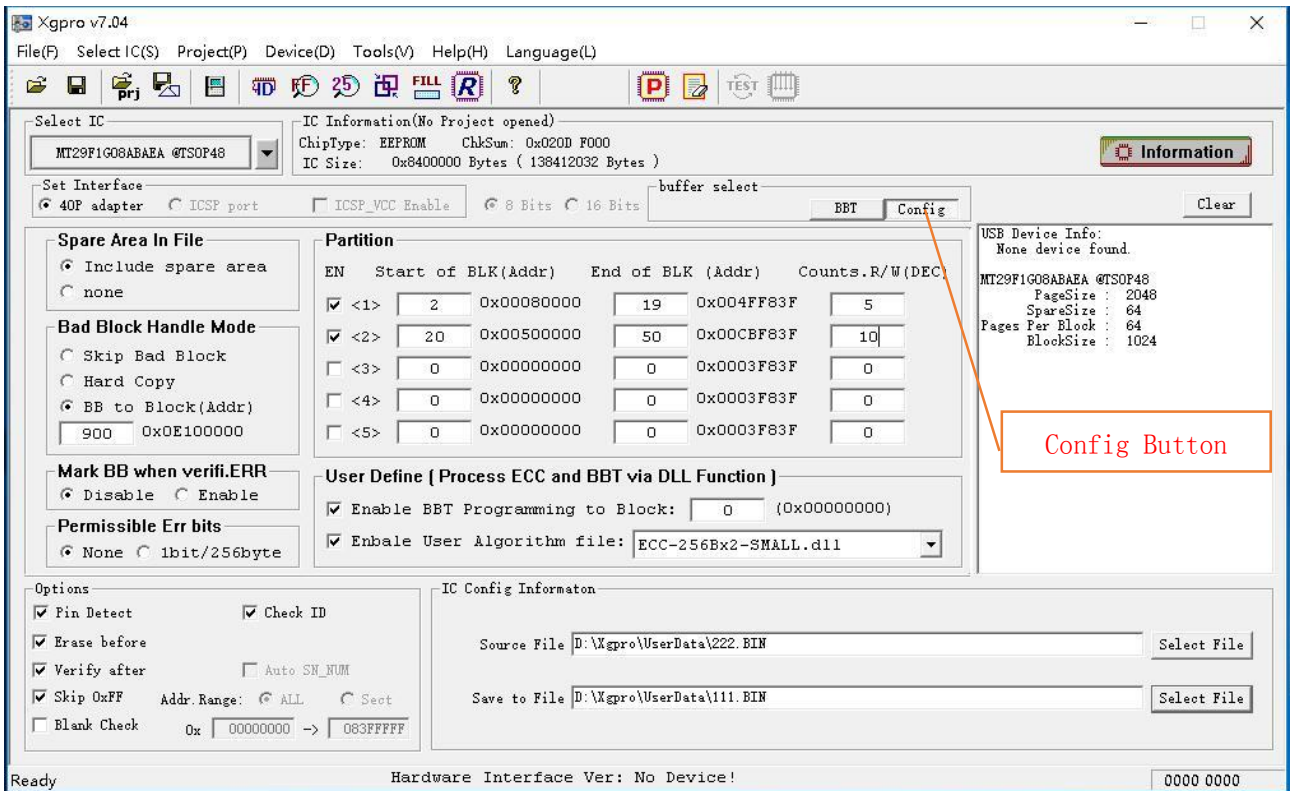 Xgpro v7.04
File(F) Select IC(S) Project(P) Device(D) Tools(V) Help(H) Language(L)
prj 4D FF 25 FILL R ? P TEST
Select IC
MT29F1G08ABAEA @TSOP48
IC Information(No Project opened)
ChipType: EEPROM ChkSum: 0x020D F000
IC Size: 0x8400000 Bytes ( 138412032 Bytes )
Information
Set Interface
40P adapter ICSP port ICSP_VCC Enable 8 Bits 16 Bits
buffer select
BBT Config
Clear
Spare Area In File
Include spare area
none
Bad Block Handle Mode
Skip Bad Block
Hard Copy
BB to Block(Addr)
900 0x0E100000
Mark BB when verifi.ERR
Disable Enable
Permissible Err bits
None 1bit/256byte
Partition
EN Start of BLK(Addr) End of BLK (Addr) Counts.R/W(DEC)
<1> 2 0x00080000 19 0x004FF83F 5
<2> 20 0x00500000 50 0x00CBF83F 10
<3> 0 0x00000000 0 0x0003F83F 0
<4> 0 0x00000000 0 0x0003F83F 0
<5> 0 0x00000000 0 0x0003F83F 0
User Define ( Process ECC and BBT via DLL Function )
Enable BBT Programming to Block: 0 (0x00000000)
Enbale User Algorithm file: ECC-256Bx2-SMALL.dll
USB Device Info:
None device found.
MT29F1G08ABAEA @TSOP48
PageSize : 2048
SpareSize : 64
Pages Per Block : 64
BlockSize : 1024
Config Button
Options
Pin Detect Check ID
Erase before
Verify after Auto SN_NUM
Skip 0xFF Addr.Range: ALL Sect
Blank Check 0x 00000000 -> 083FFFFF
IC Config Informaton
Source File D:\Xgpro\UserData\222.BIN Select File
Save to File D:\Xgpro\UserData\111.BIN Select File
Ready Hardware Interface Ver: No Device! 0000 0000